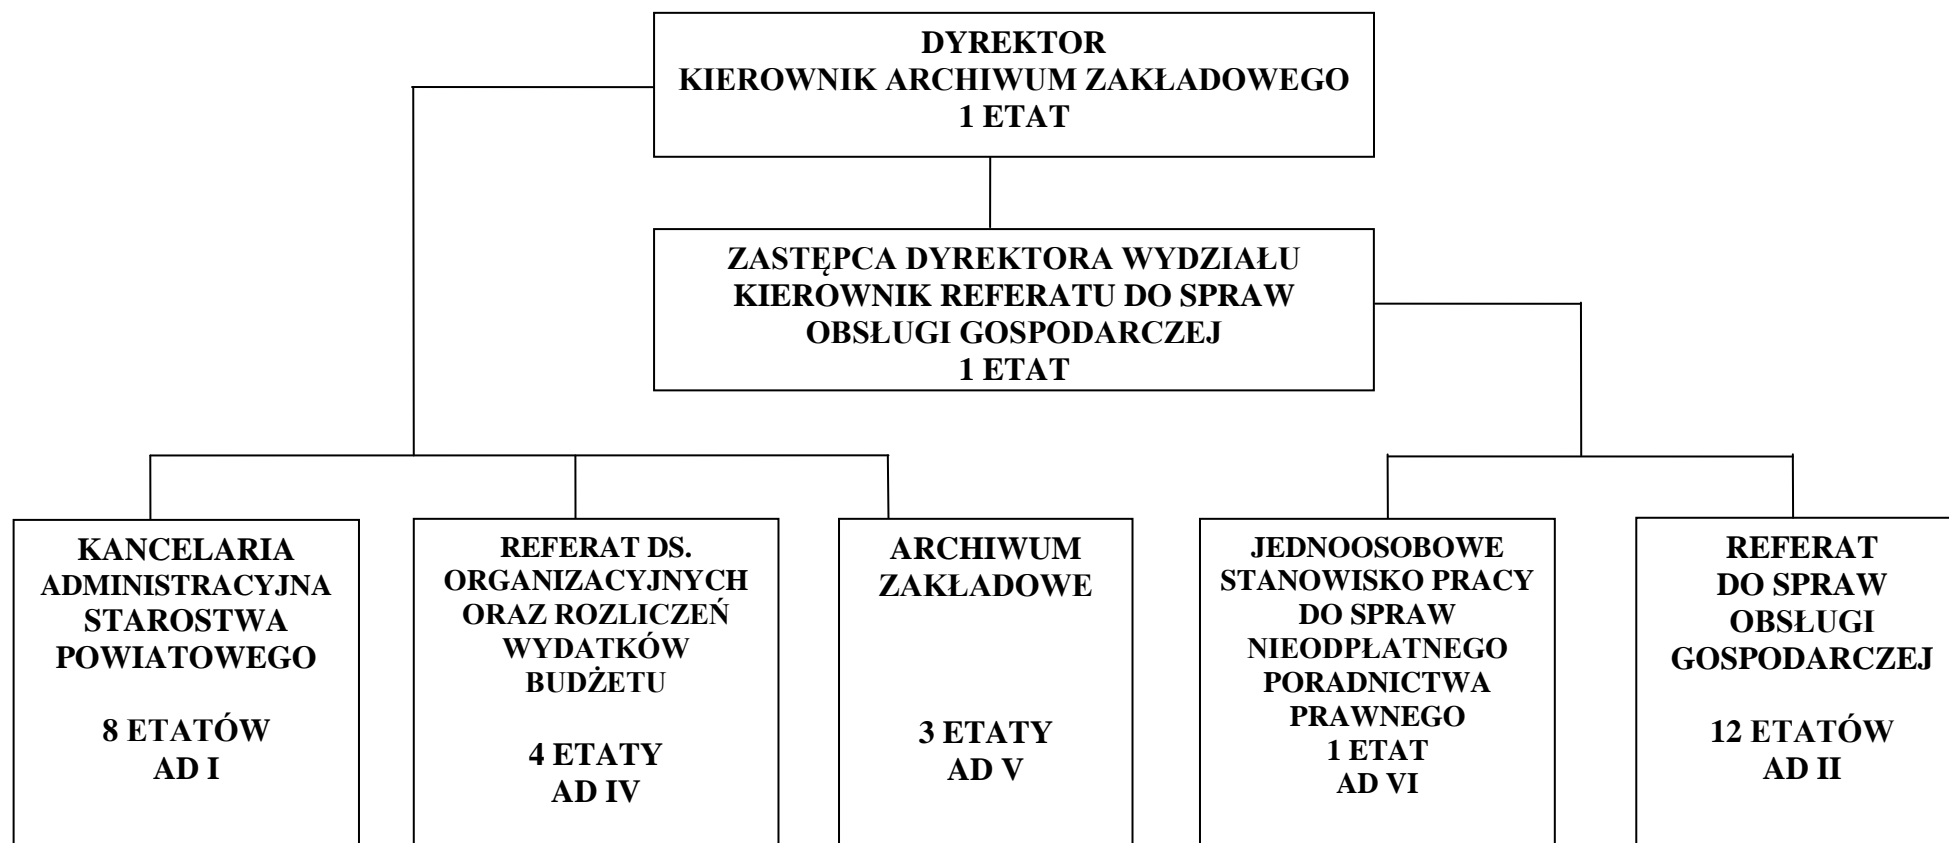 DYREKTOR
KIEROWNIK ARCHIWUM ZAKŁADOWEGO
1 ETAT
ZASTĘPCA DYREKTORA WYDZIAŁU
KIEROWNIK REFERATU DO SPRAW
OBSŁUGI GOSPODARCZEJ
1 ETAT
KANCELARIA
ADMINISTRACYJNA
STAROSTWA
POWIATOWEGO
8 ETATÓW
AD I
REFERAT DS.
ORGANIZACYJNYCH
ORAZ ROZLICZEŃ
WYDATKÓW
BUDŻETU
4 ETATY
AD IV
ARCHIWUM
ZAKŁADOWE
3 ETATY
AD V
JEDNOOSOBOWE
STANOWISKO PRACY
DO SPRAW
NIEODPŁATNEGO
PORADNICTWA
PRAWNEGO
1 ETAT
AD VI
REFERAT
DO SPRAW
OBSŁUGI
GOSPODARCZEJ
12 ETATÓW
AD II